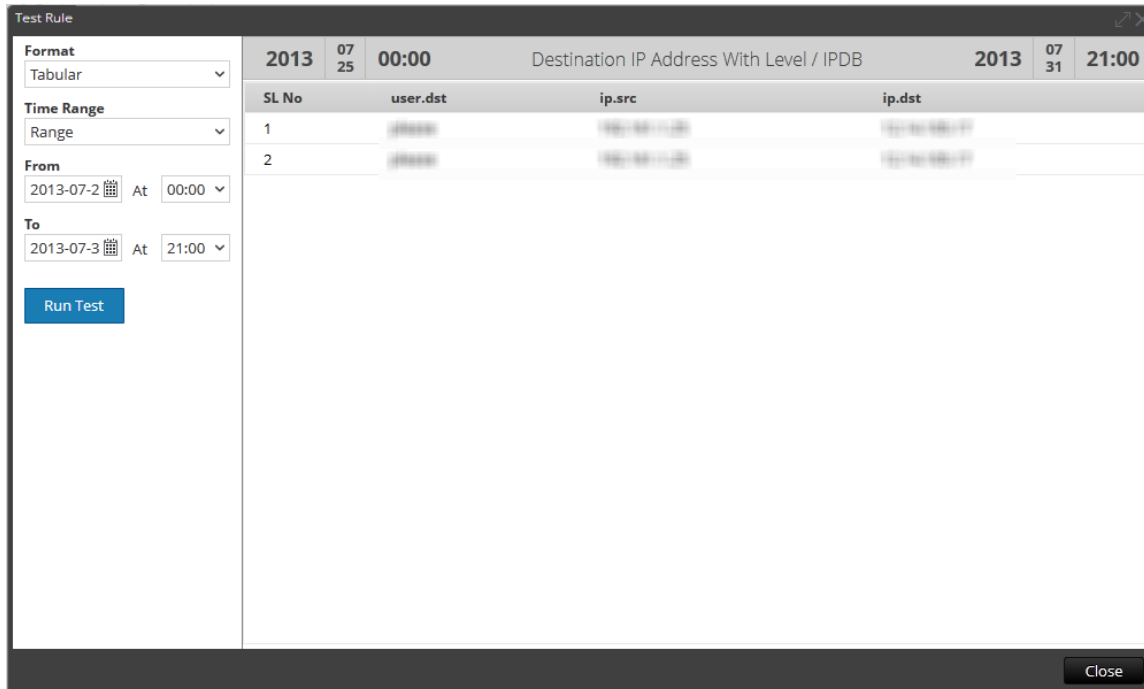 Test Rule
Format
Tabular
Time Range
Range
From
2013-07-2 At 00:00
To
2013-07-3 At 21:00
Run Test
2013 07 25 00:00 Destination IP Address With Level / IPDB 2013 07 31 21:00
SL No user.dst ip.src ip.dst
1
2
Close